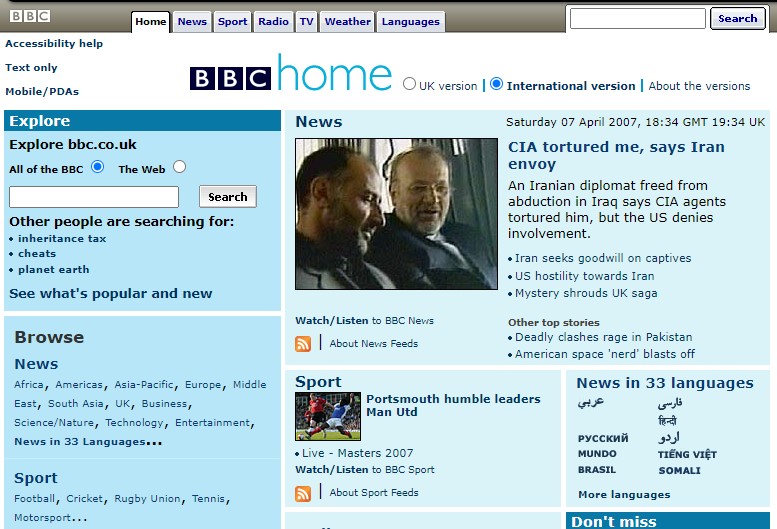 BBC
Home
News
Sport
Radio
TV
Weather
Languages
Search
Accessibility help
Text only
Mobile/PDAs
BBC home
UK version
International version
About the versions
Explore
Explore bbc.co.uk
All of the BBC
The Web
Search
Other people are searching for:
inheritance tax
cheats
planet earth
See what's popular and new
Browse
News
Africa, Americas, Asia-Pacific, Europe, Middle
East, South Asia, UK, Business,
Science/Nature, Technology, Entertainment,
News in 33 Languages...
Sport
Football, Cricket, Rugby Union, Tennis,
Motorsport...
News
Saturday 07 April 2007, 18:34 GMT 19:34 UK
CIA tortured me, says Iran
envoy
An Iranian diplomat freed from
abduction in Iraq says CIA agents
tortured him, but the US denies
involvement.
Iran seeks goodwill on captives
US hostility towards Iran
Mystery shrouds UK saga
Other top stories
Deadly clashes rage in Pakistan
American space 'nerd' blasts off
Watch/Listen to BBC News
About News Feeds
Sport
Portsmouth humble leaders
Man Utd
Live - Masters 2007
Watch/Listen to BBC Sport
About Sport Feeds
News in 33 languages
عربي
فارسی
हिन्दी
РУССКИЙ
اردو
MUNDO
TIẾNG VIỆT
BRASIL
SOMALI
More languages
Don't miss